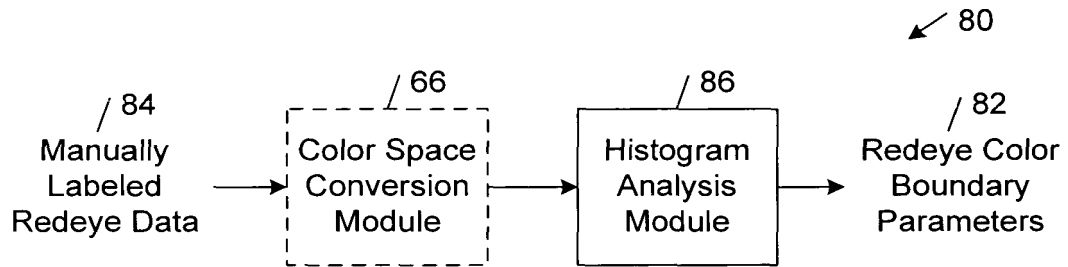 80
84
66
86
82
Manually
Labeled
Redeye Data
Color Space
Conversion
Module
Histogram
Analysis
Module
Redeye Color
Boundary
Parameters